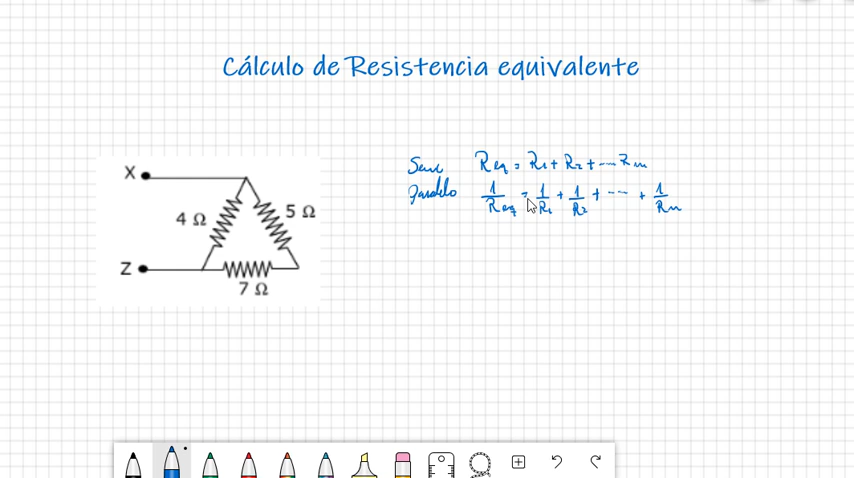 Cálculo de Resistencia equivalente
X
4 Ω
5 Ω
Z
7 Ω
Serie Req = R1 + R2 + ---- Rn
Paralelo 1/Req = 1/R1 + 1/R2 + ---- + 1/Rn